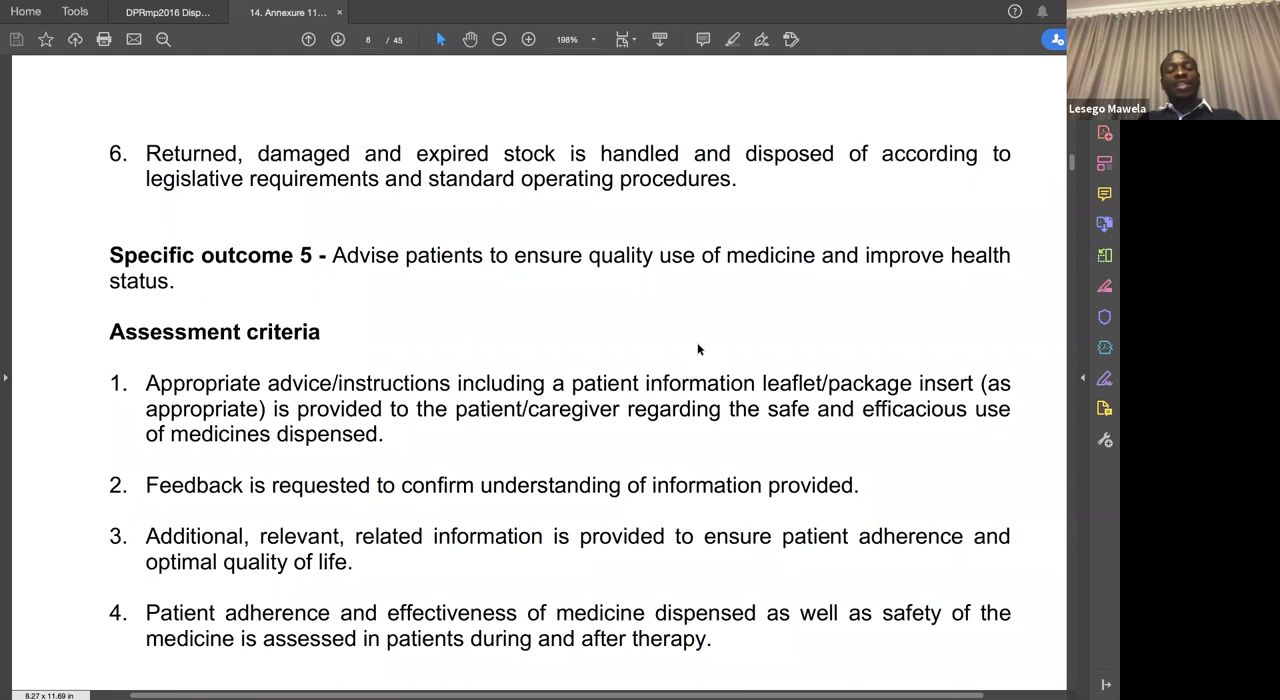 Home Tools DPRmp2016 Disp... 14. Annexure 11... ×
8 / 45 198%
Lesego Mawela
6. Returned, damaged and expired stock is handled and disposed of according to
legislative requirements and standard operating procedures.
Specific outcome 5 - Advise patients to ensure quality use of medicine and improve health
status.
Assessment criteria
1. Appropriate advice/instructions including a patient information leaflet/package insert (as
appropriate) is provided to the patient/caregiver regarding the safe and efficacious use
of medicines dispensed.
2. Feedback is requested to confirm understanding of information provided.
3. Additional, relevant, related information is provided to ensure patient adherence and
optimal quality of life.
4. Patient adherence and effectiveness of medicine dispensed as well as safety of the
medicine is assessed in patients during and after therapy.
8.27 x 11.69 in